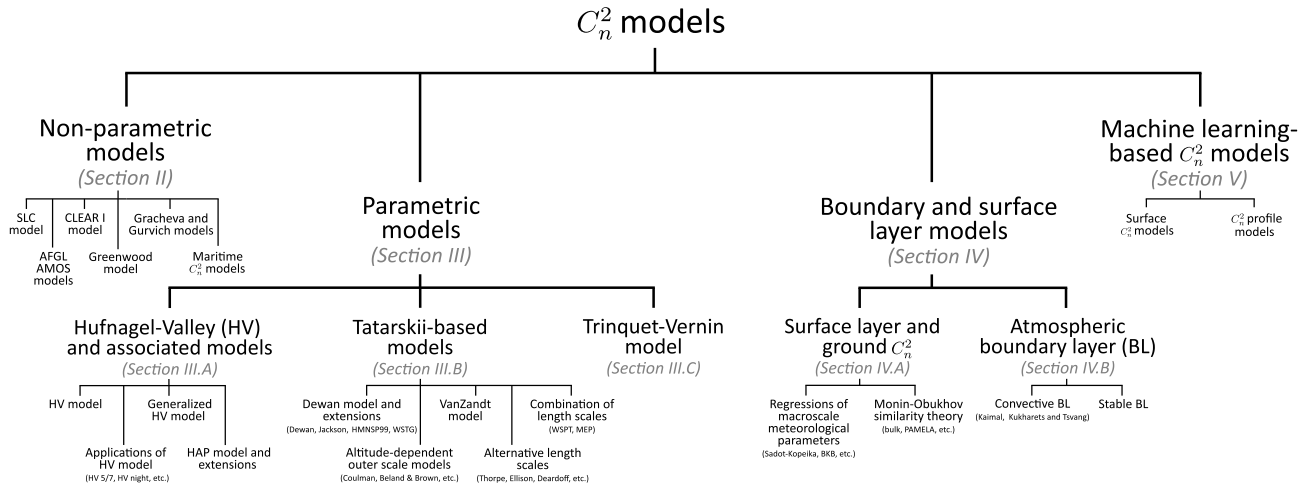 C_n^2 models
Non-parametric
models
(Section II)
SLC
model
CLEAR I
model
Gracheva and
Gurvich models
AFGL
AMOS
models
Greenwood
model
Maritime
C_n^2 models
Parametric
models
(Section III)
Hufnagel-Valley (HV)
and associated models
(Section III.A)
HV model
Generalized
HV model
Applications of
HV model
(HV 5/7, HV night, etc.)
HAP model and
extensions
Tatarskii-based
models
(Section III.B)
Dewan model and
extensions
(Dewan, Jackson, HMNSP99, WSTG)
VanZandt
model
Combination of
length scales
(WSPT, MEP)
Altitude-dependent
outer scale models
(Coulman, Beland & Brown, etc.)
Alternative length
scales
(Thorpe, Ellison, Deardoff, etc.)
Trinquet-Vernin
model
(Section III.C)
Boundary and surface
layer models
(Section IV)
Surface layer and
ground C_n^2
(Section IV.A)
Regressions of
macroscale
meteorological
parameters
(Sadot-Kopeika, BKB, etc.)
Monin-Obukhov
similarity theory
(bulk, PAMELA, etc.)
Atmospheric
boundary layer (BL)
(Section IV.B)
Convective BL
(Kaimal, Kukharets and Tsvang)
Stable BL
Machine learning-
based C_n^2 models
(Section V)
Surface
C_n^2 models
C_n^2 profile
models